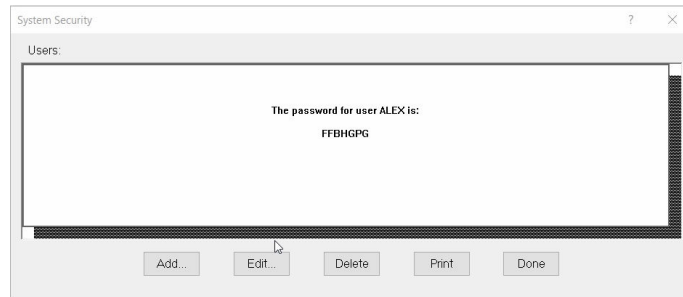 System Security
Users:
The password for user ALEX is:
FFBHGPG
Add... Edit... Delete Print Done